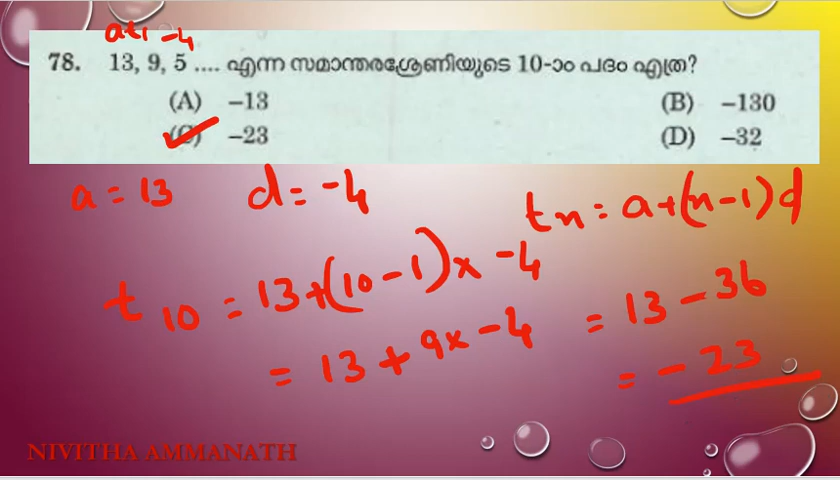 -4
78. 13, 9, 5 .... എന്ന സമാന്തരശ്രേണിയുടെ 10-ാം പദം എത്ര?
(A) -13 (B) -130
(C) -23 (D) -32
a = 13 d = -4 tn = a+(n-1)d
t10 = 13+(10-1)x -4
= 13 + 9x -4 = 13 - 36
= -23
NIVITHA AMMANATH